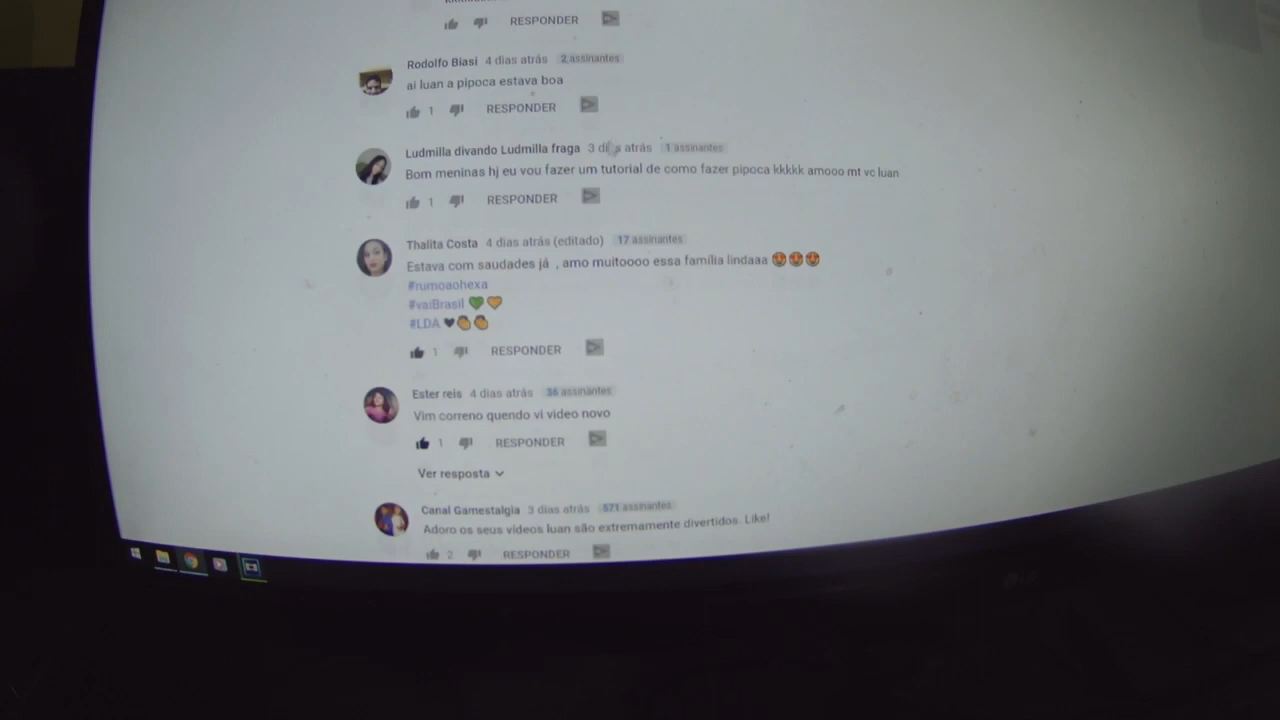 RESPONDER
Rodolfo Biasi 4 dias atrás 2 assinantes
ai luan a pipoca estava boa
1 RESPONDER
Ludmilla divando Ludmilla fraga 3 dias atrás 1 assinantes
Bom meninas hj eu vou fazer um tutorial de como fazer pipoca kkkkk amooo mt vc luan
1 RESPONDER
Thalita Costa 4 dias atrás (editado) 17 assinantes
Estava com saudades já , amo muitoooo essa família lindaaa 😍😍😍
#rumoaohexa
#vaiBrasil 💚🧡
#LDA 🖤👏👏
1 RESPONDER
Ester reis 4 dias atrás 36 assinantes
Vim correno quendo vi video novo
1 RESPONDER
Ver resposta
Canal Gamestalgia 3 dias atrás 571 assinantes
Adoro os seus vídeos luan são extremamente divertidos. Like!
2 RESPONDER